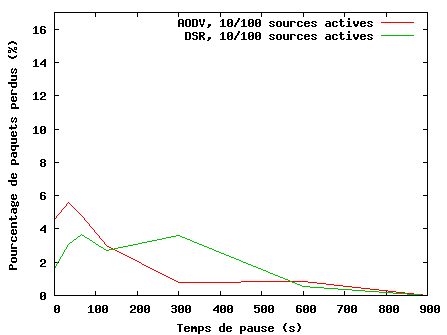 AODV, 10/100 sources actives
DSR, 10/100 sources actives
Pourcentage de paquets perdus (%)
16
14
12
10
8
6
4
2
0
0 100 200 300 400 500 600 700 800 900
Temps de pause (s)